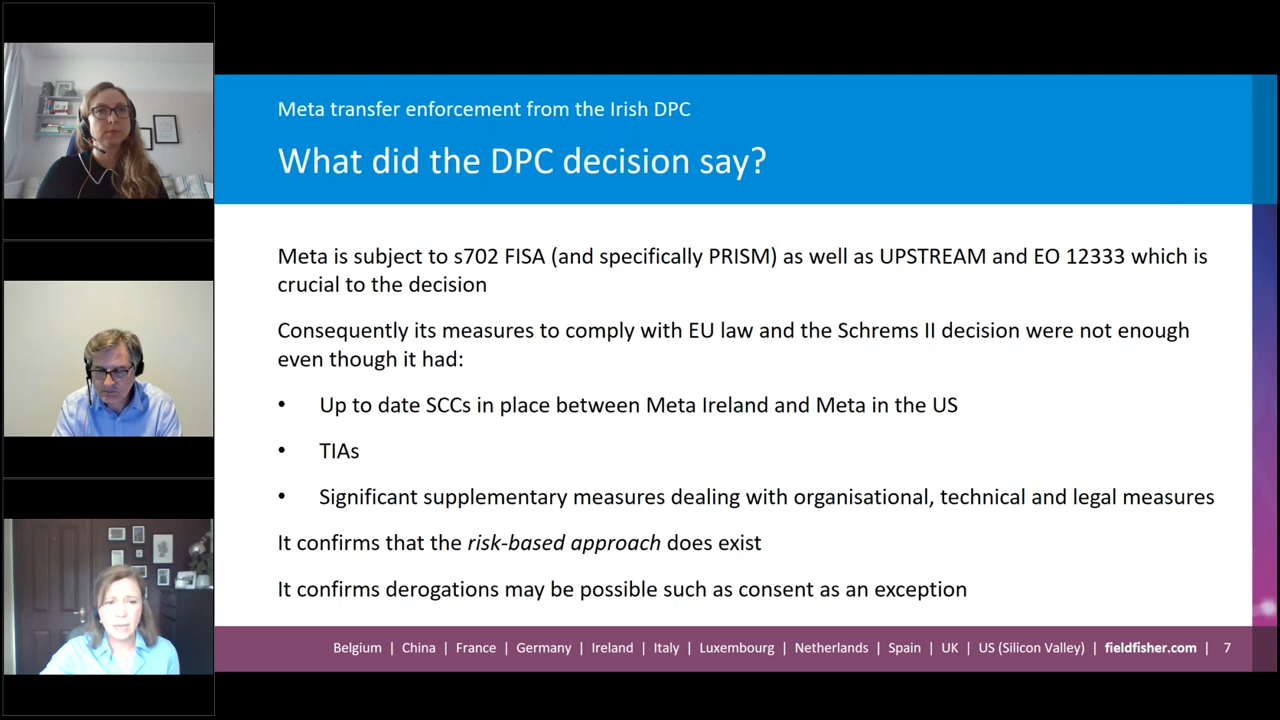 Meta transfer enforcement from the Irish DPC
What did the DPC decision say?
Meta is subject to s702 FISA (and specifically PRISM) as well as UPSTREAM and EO 12333 which is
crucial to the decision
Consequently its measures to comply with EU law and the Schrems II decision were not enough
even though it had:
• Up to date SCCs in place between Meta Ireland and Meta in the US
• TIAs
• Significant supplementary measures dealing with organisational, technical and legal measures
It confirms that the risk-based approach does exist
It confirms derogations may be possible such as consent as an exception
Belgium | China | France | Germany | Ireland | Italy | Luxembourg | Netherlands | Spain | UK | US (Silicon Valley) | fieldfisher.com | 7